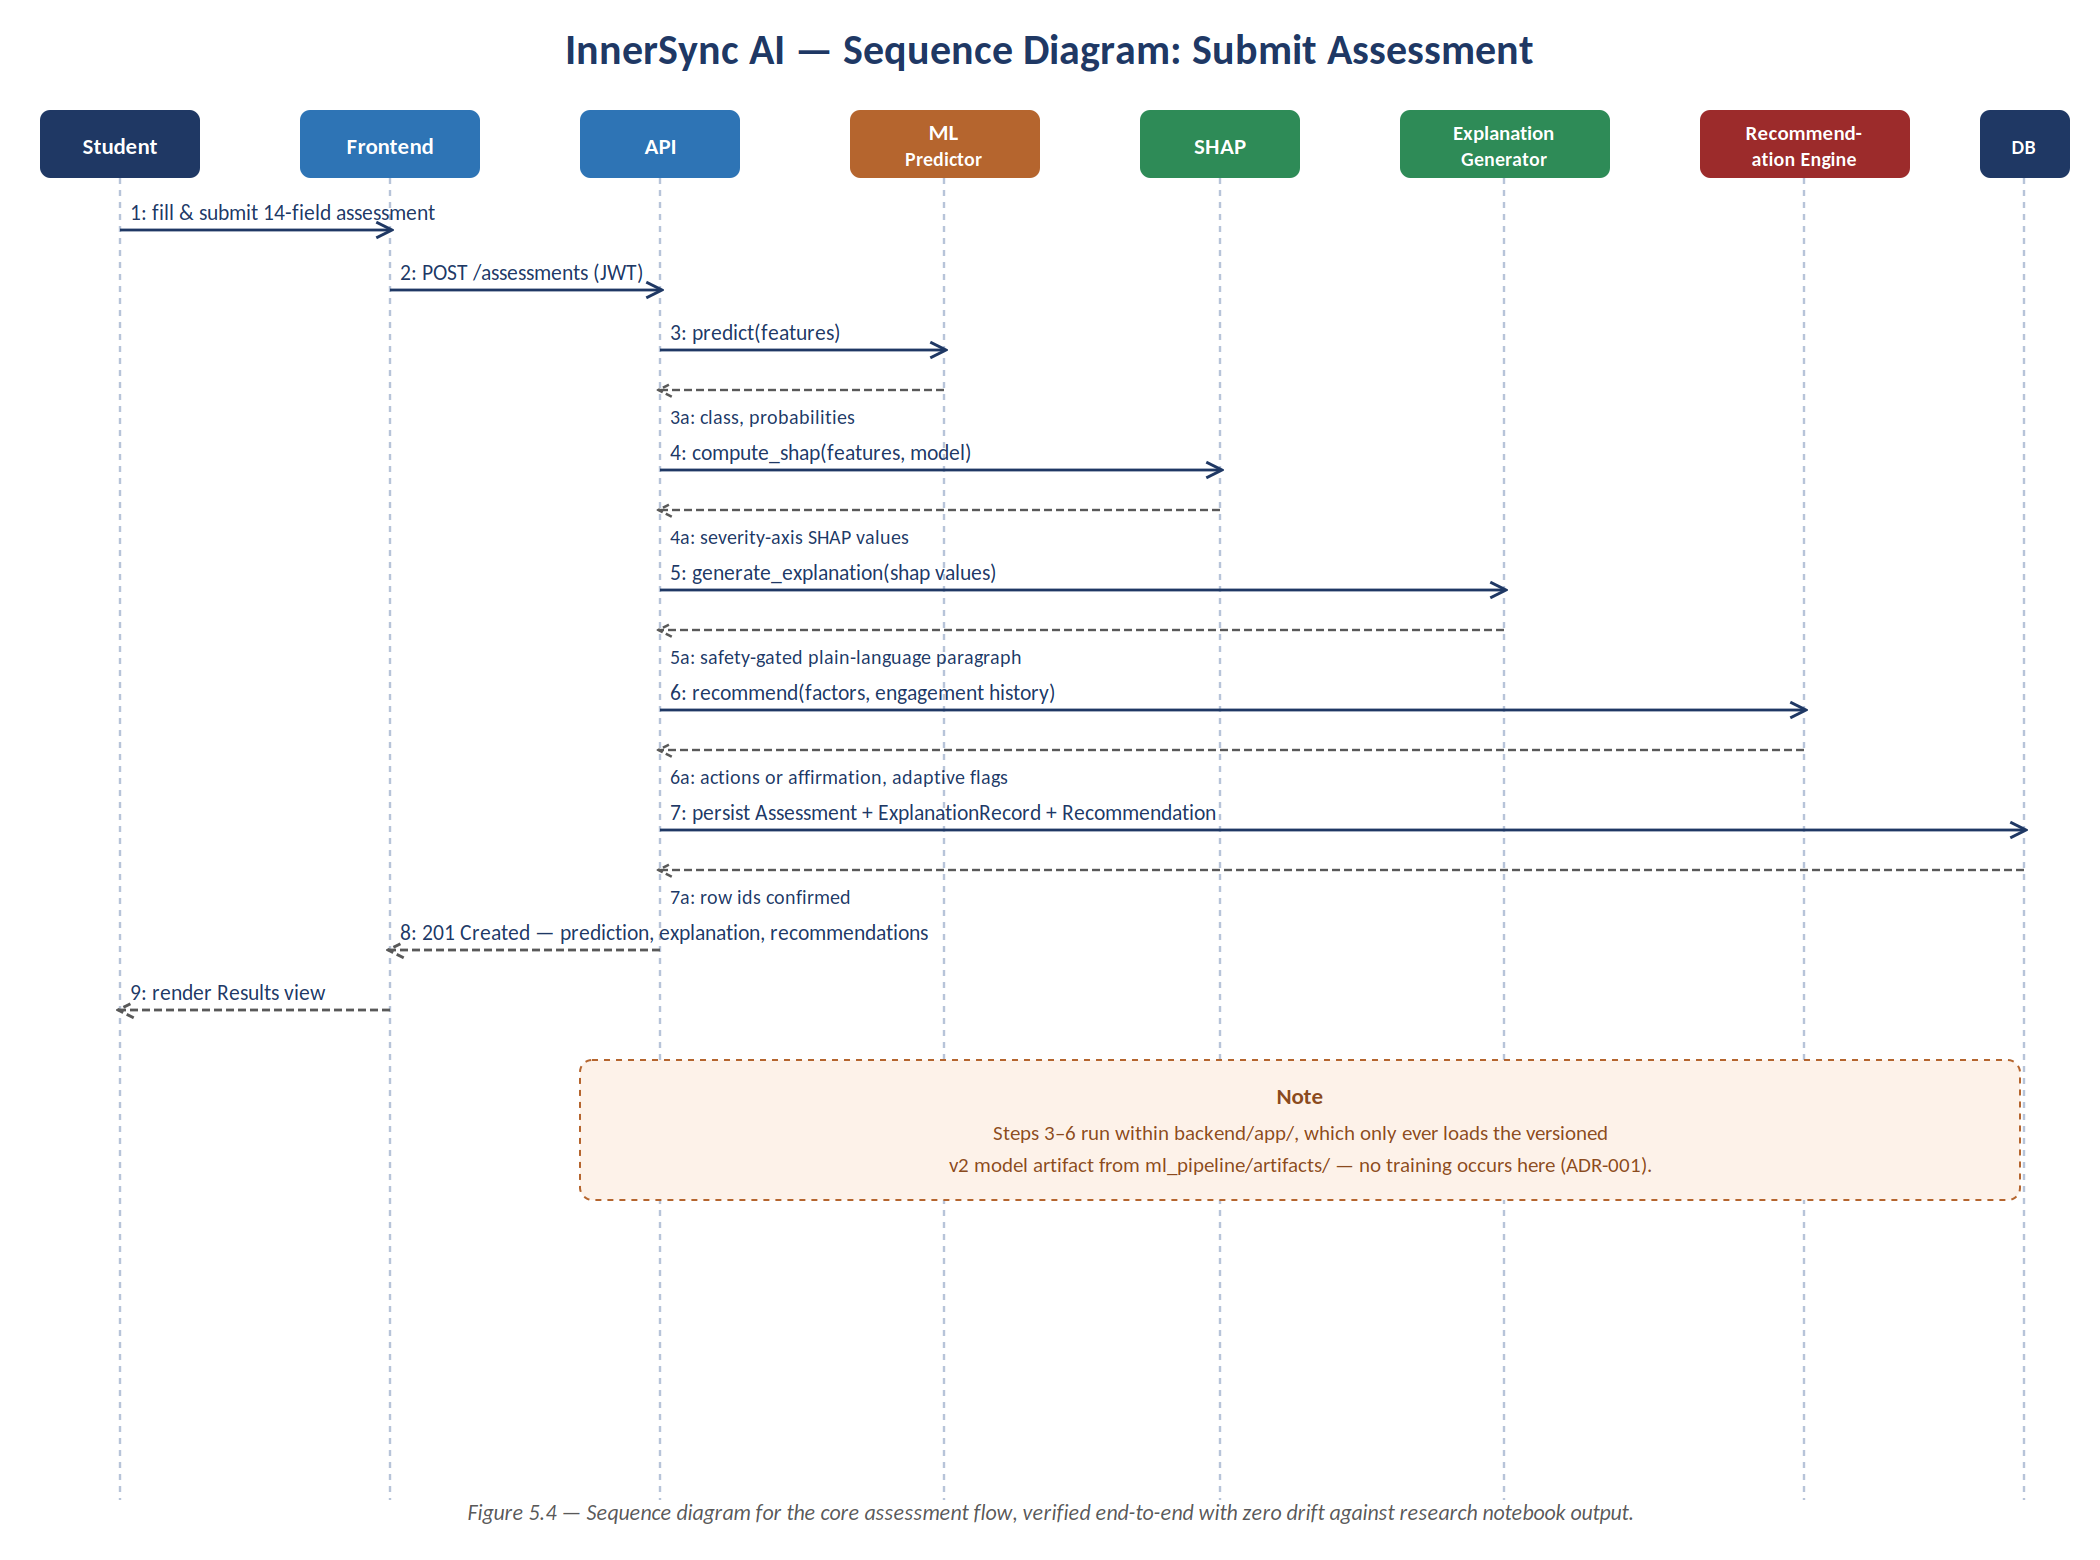 InnerSync AI — Sequence Diagram: Submit Assessment
Student
Frontend
API
ML
Predictor
SHAP
Explanation
Generator
Recommend-
ation Engine
DB
1: fill & submit 14-field assessment
2: POST /assessments (JWT)
3: predict(features)
3a: class, probabilities
4: compute_shap(features, model)
4a: severity-axis SHAP values
5: generate_explanation(shap values)
5a: safety-gated plain-language paragraph
6: recommend(factors, engagement history)
6a: actions or affirmation, adaptive flags
7: persist Assessment + ExplanationRecord + Recommendation
7a: row ids confirmed
8: 201 Created — prediction, explanation, recommendations
9: render Results view
Note
Steps 3–6 run within backend/app/, which only ever loads the versioned
v2 model artifact from ml_pipeline/artifacts/ — no training occurs here (ADR-001).
Figure 5.4 — Sequence diagram for the core assessment flow, verified end-to-end with zero drift against research notebook output.